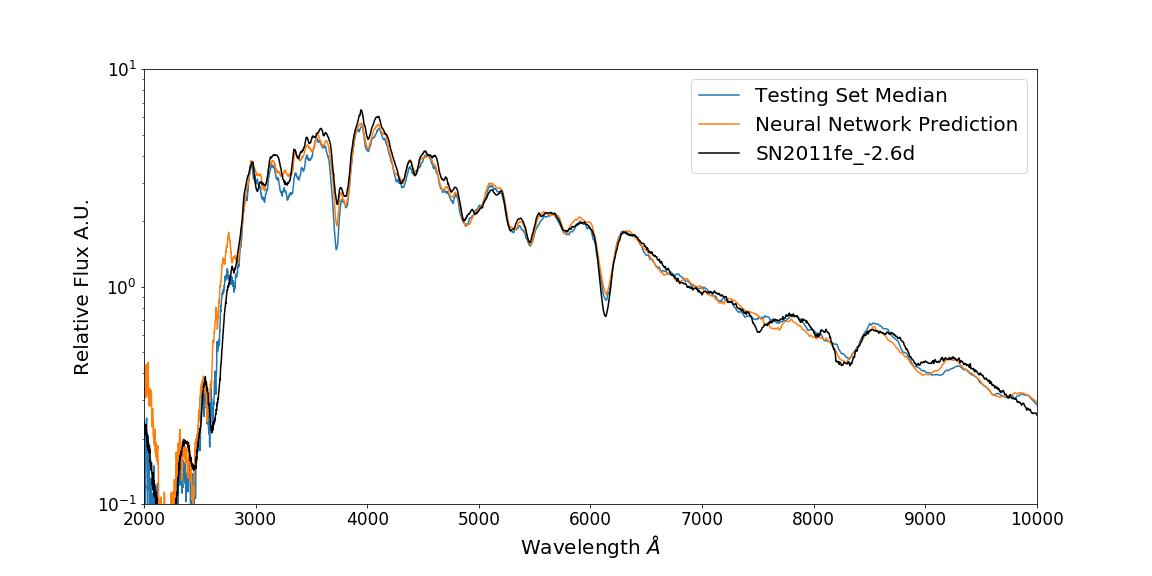 10¹
10⁰
10⁻¹
Relative Flux A.U.
Testing Set Median
Neural Network Prediction
SN2011fe_-2.6d
2000 3000 4000 5000 6000 7000 8000 9000 10000
Wavelength Å